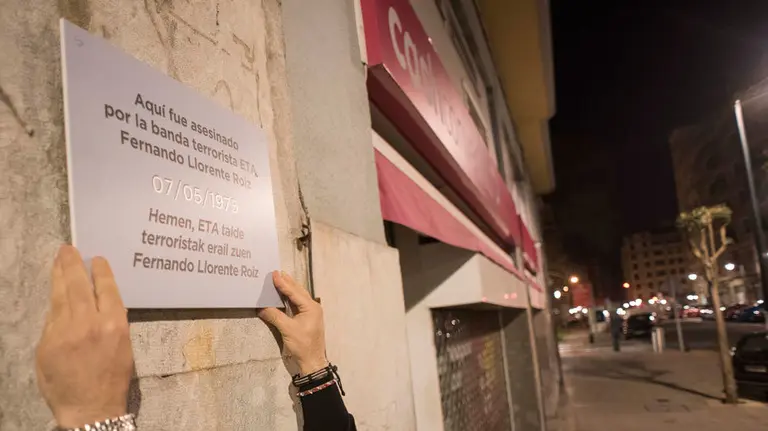 Aquí fue asesinado
por la banda terrorista ETA
Fernando Llorente Roiz
07/05/1975
Hemen, ETA talde
terroristak erail zuen
Fernando Llorente Roiz